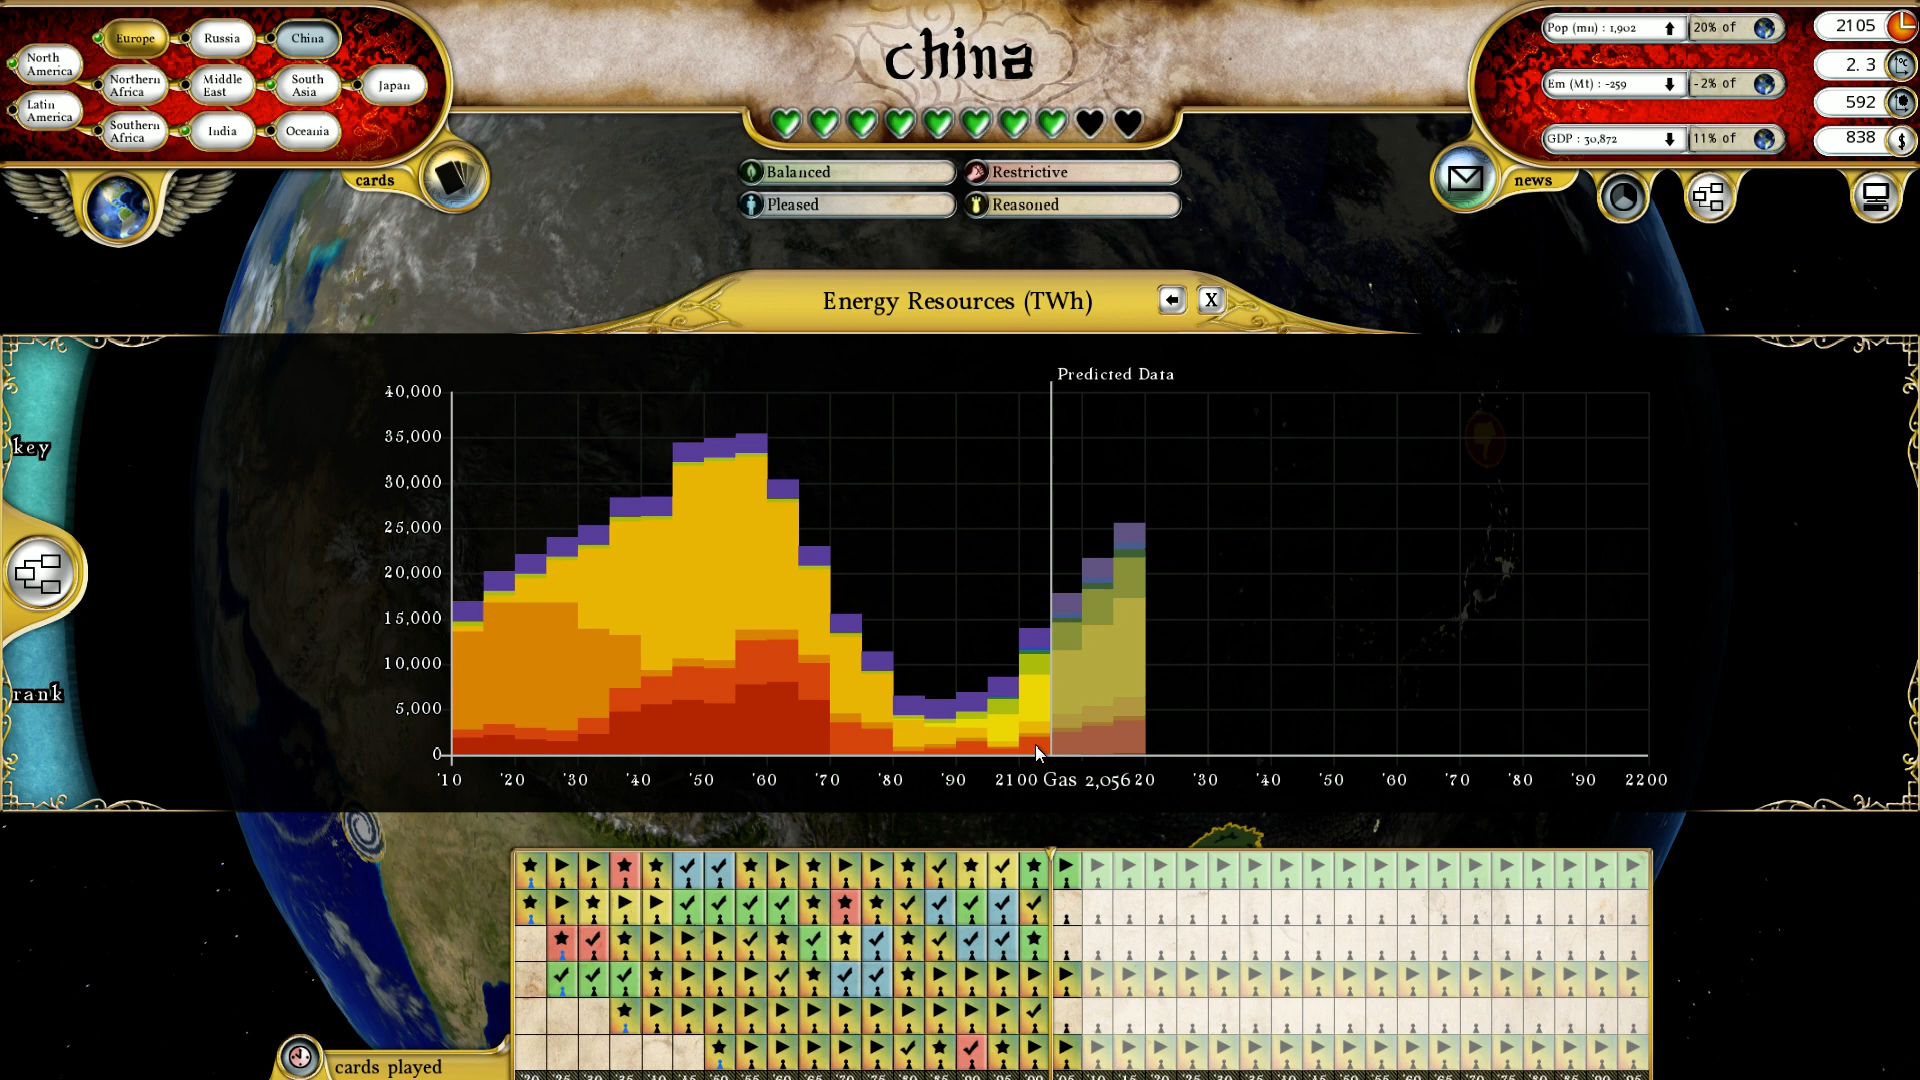 Europe
Russia
China
North America
Northern Africa
Middle East
South Asia
Japan
Latin America
Southern Africa
India
Oceania
cards
china
Balanced
Restrictive
Pleased
Reasoned
Pop (mn) : 1,902
20% of
2105
Em (Mt) : -259
-2% of
2. 3
592
GDP : 30,872
11% of
838
news
Energy Resources (TWh)
X
key
rank
Predicted Data
40,000
35,000
30,000
25,000
20,000
15,000
10,000
5,000
0
'10 '20 '30 '40 '50 '60 '70 '80 '90 2100 Gas 2,056 20 '30 '40 '50 '60 '70 '80 '90 2200
cards played